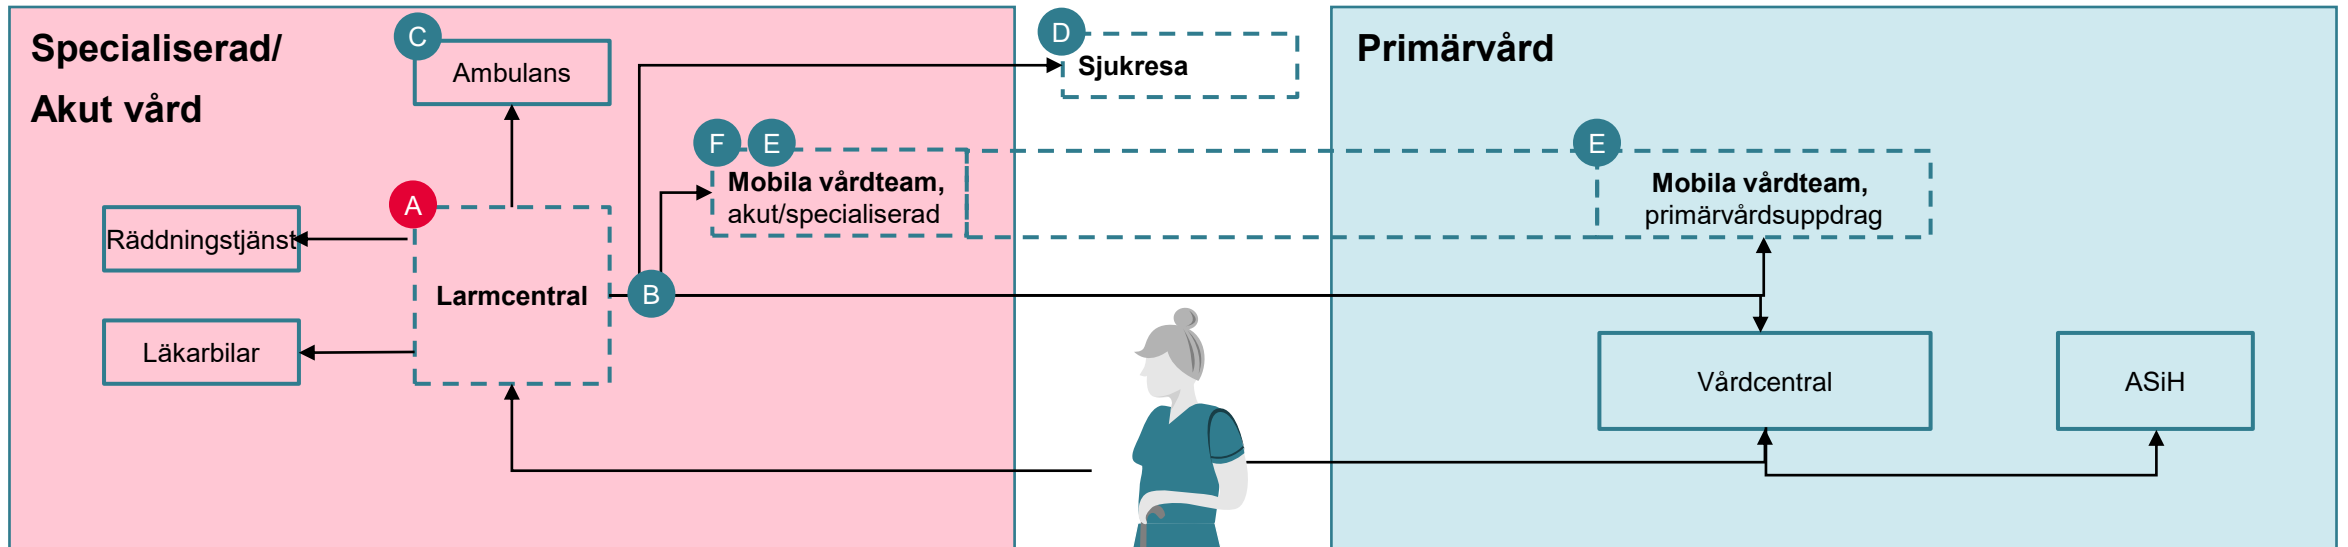 Specialiserad/
Akut vård
C
Ambulans
D
Sjukresa
Primärvård
F
E
Mobila vårdteam,
akut/specialiserad
E
Mobila vårdteam,
primärvårdsuppdrag
A
Räddningstjänst
Larmcentral
B
Läkarbilar
Vårdcentral
ASiH